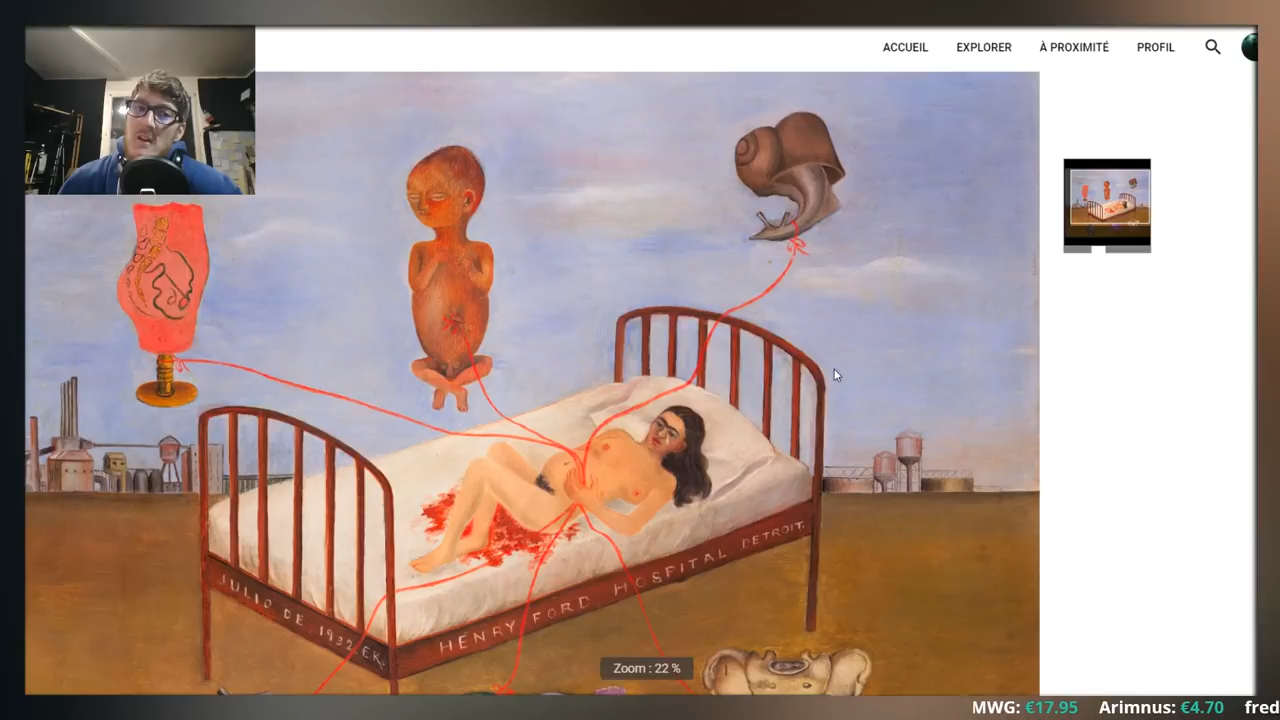 ACCUEIL EXPLORER À PROXIMITÉ PROFIL
JULIO DE 1932 F.K.
HENRY FORD HOSPITAL DETROIT.
Zoom : 22 %
MWG: €17.95 Arimnus: €4.70 fred